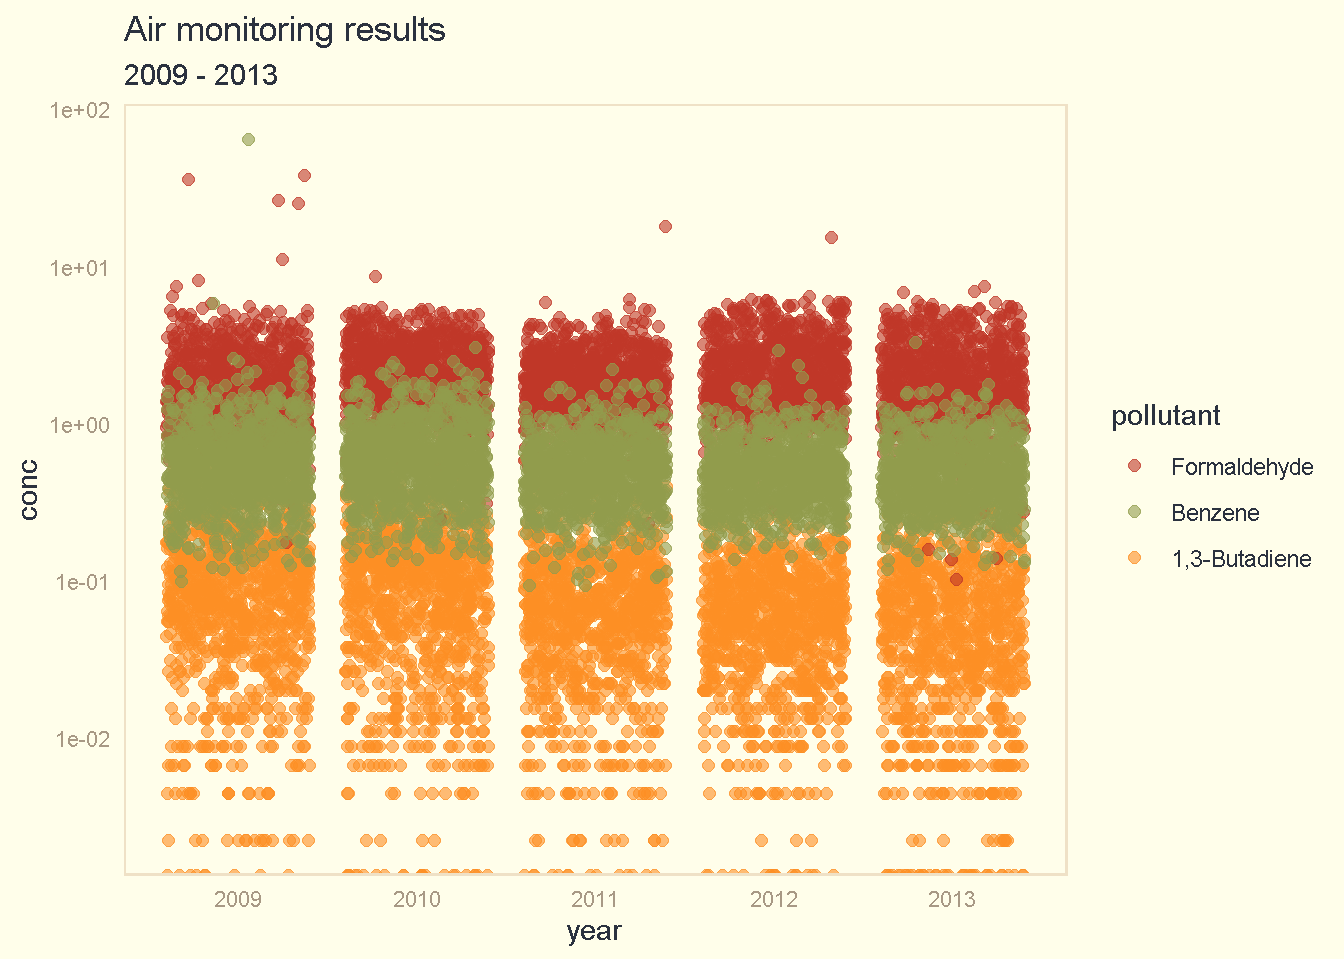 Air monitoring results
2009 - 2013
1e+02
1e+01
1e+00
1e-01
1e-02
conc
2009
2010
2011
2012
2013
year
pollutant
Formaldehyde
Benzene
1,3-Butadiene